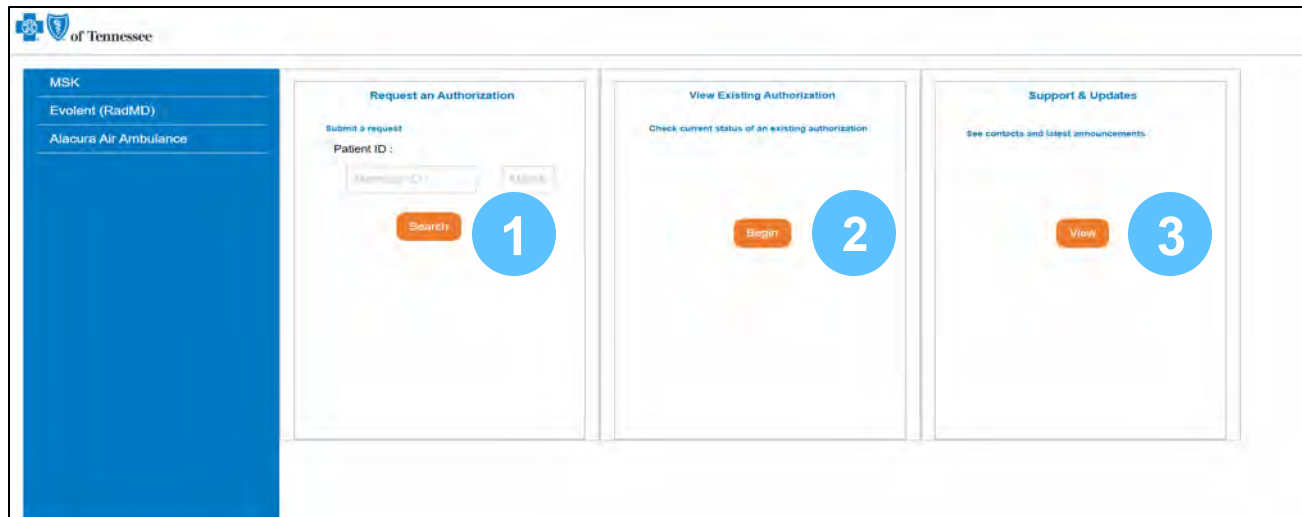 of Tennessee
MSK
Evolent (RadMD)
Alacura Air Ambulance
Request an Authorization
Submit a request
Patient ID :
Search
1
View Existing Authorization
Check current status of an existing authorization
Begin
2
Support & Updates
See contacts and latest announcements
View
3